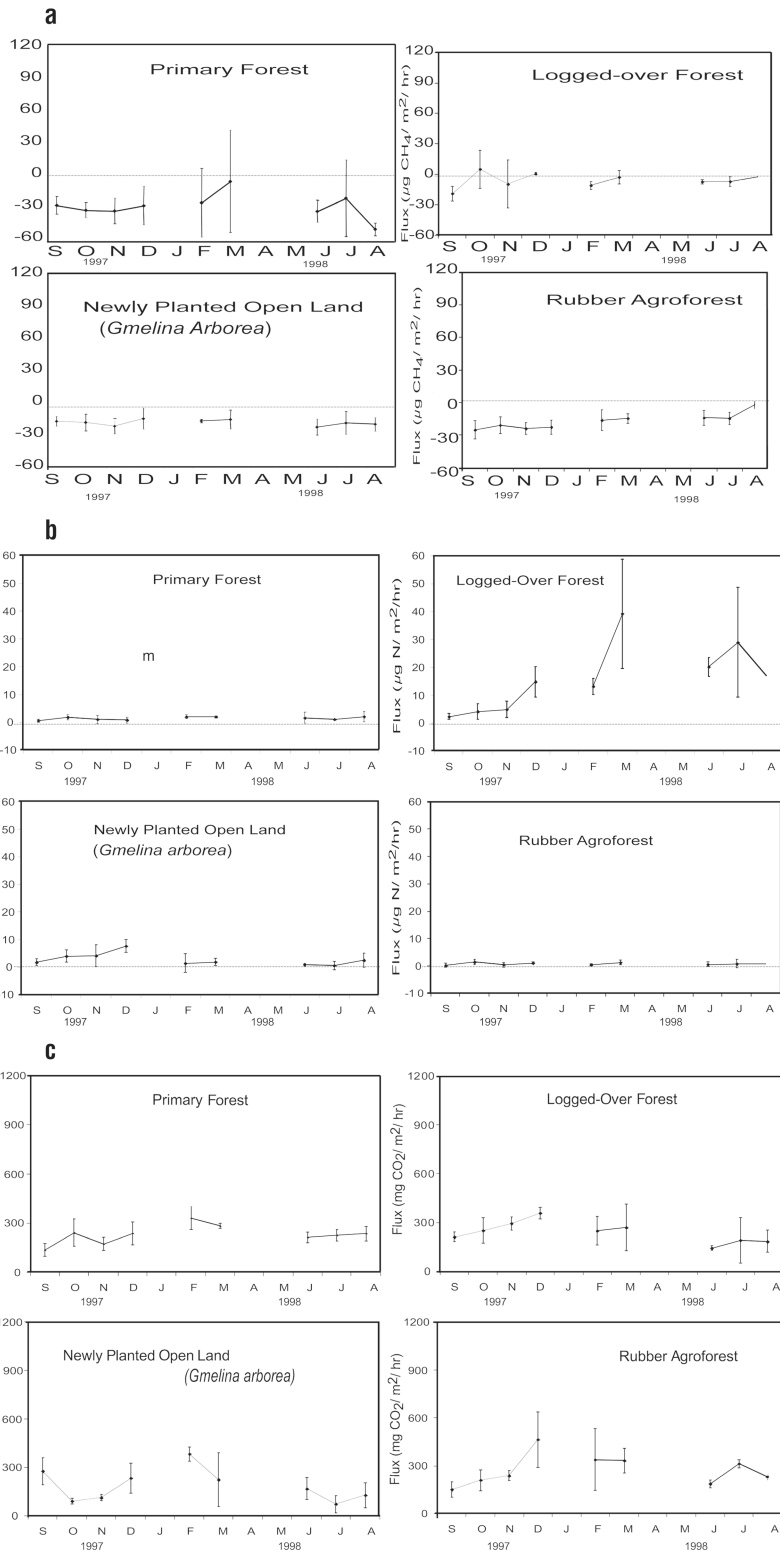 a
120
90
60
30
0
-30
-60
Primary Forest
S O N D J F M A M J J A
1997 1998
Flux (µg CH4/ m2/ hr)
120
90
60
30
0
-30
-60
Logged-over Forest
S O N D J F M A M J J A
1997 1998
120
90
60
30
0
-30
-60
Newly Planted Open Land
(Gmelina Arborea)
S O N D J F M A M J J A
1997 1998
Flux (µg CH4/ m2/ hr)
120
90
60
30
0
-30
-60
Rubber Agroforest
S O N D J F M A M J J A
1997 1998
b
60
50
40
30
20
10
0
-10
Primary Forest
m
S O N D J F M A M J J A
1997 1998
Flux (µg N/ m2/hr)
60
50
40
30
20
10
0
-10
Logged-Over Forest
S O N D J F M A M J J A
1997 1998
60
50
40
30
20
10
0
10
Newly Planted Open Land
(Gmelina arborea)
S O N D J F M A M J J A
1997 1998
Flux (µg N/ m2/hr)
60
50
40
30
20
10
0
-10
Rubber Agroforest
S O N D J F M A M J J A
1997 1998
c
1200
900
600
300
0
Primary Forest
S O N D J F M A M J J A
1997 1998
Flux (mg CO2/ m2/ hr)
1200
900
600
300
0
Logged-Over Forest
S O N D J F M A M J J A
1997 1998
1200
900
600
300
0
Newly Planted Open Land
(Gmelina arborea)
S O N D J F M A M J J A
1997 1998
Flux (mg CO2/ m2/ hr)
1200
900
600
300
0
Rubber Agroforest
S O N D J F M A M J J A
1997 1998